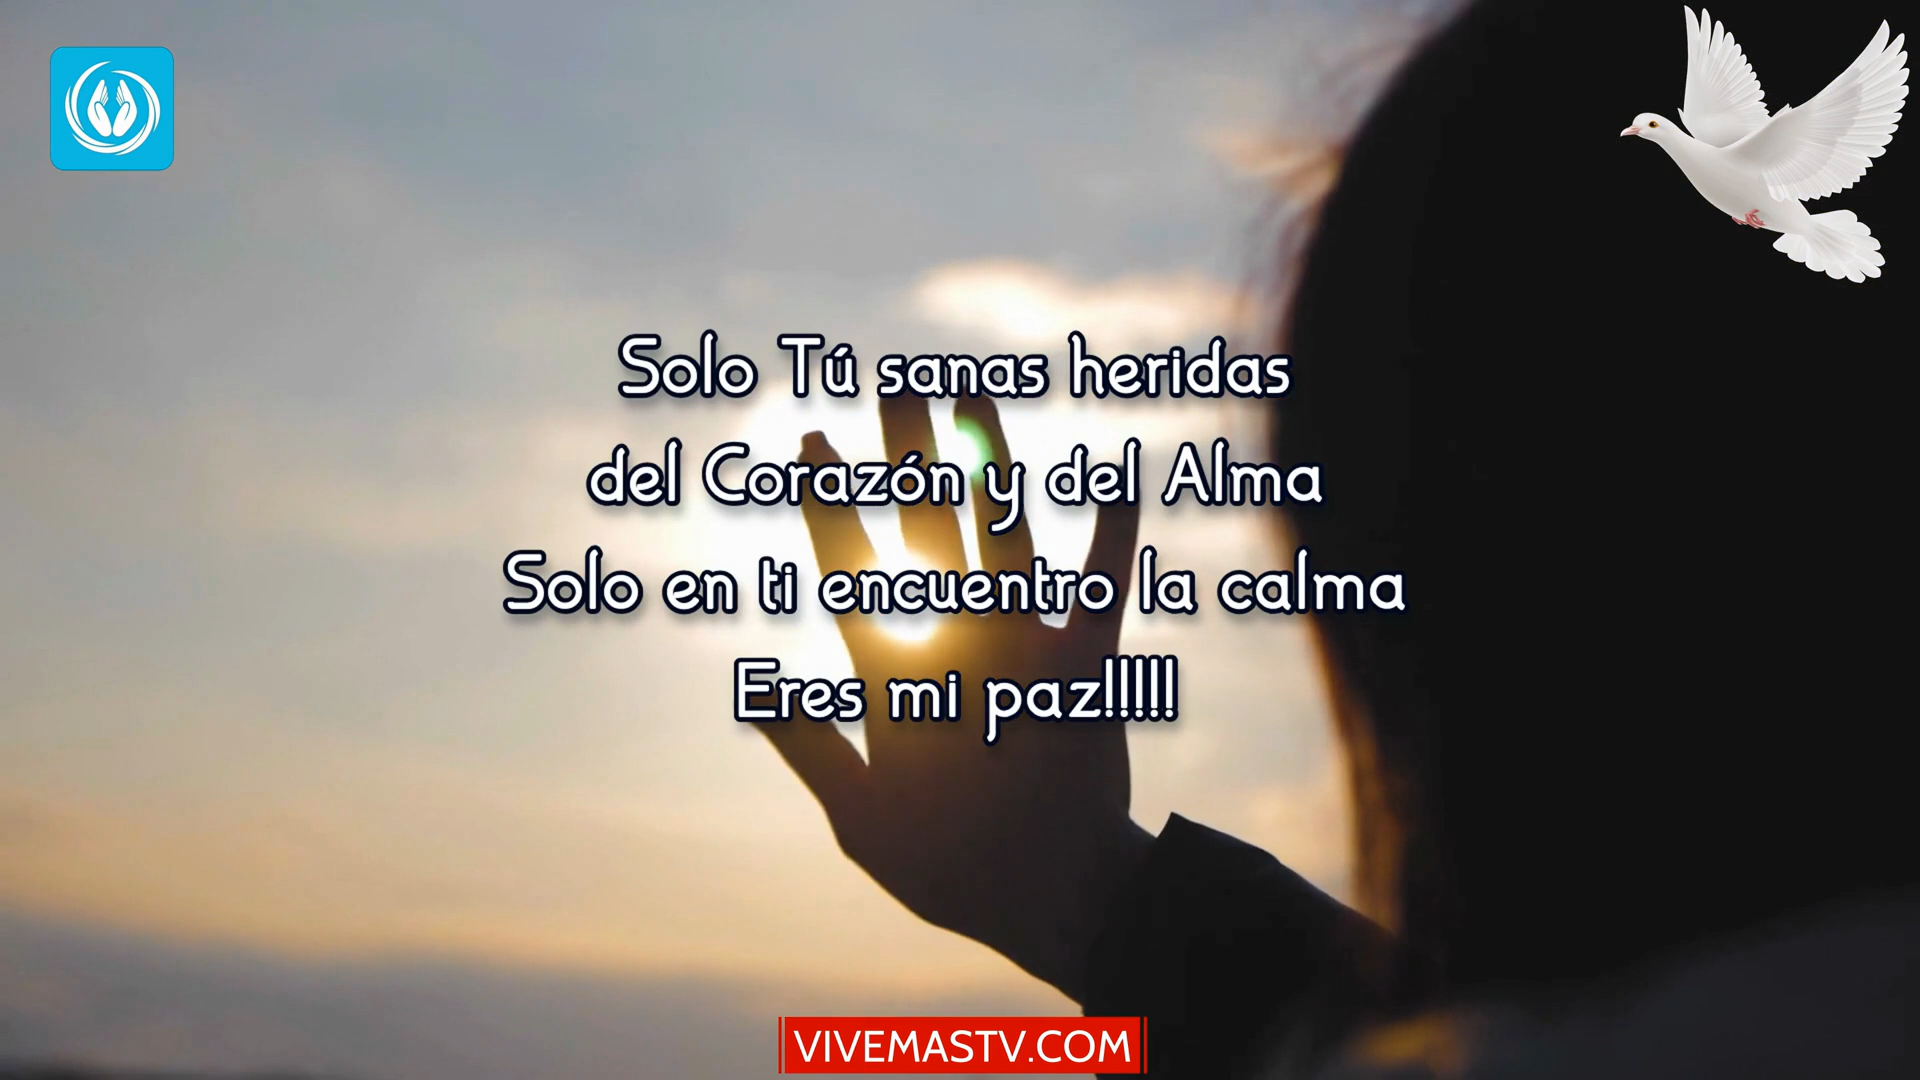 Solo Tú sanas heridas
del Corazón y del Alma
Solo en ti encuentro la calma
Eres mi paz!!!!!
VIVEMASTV.COM